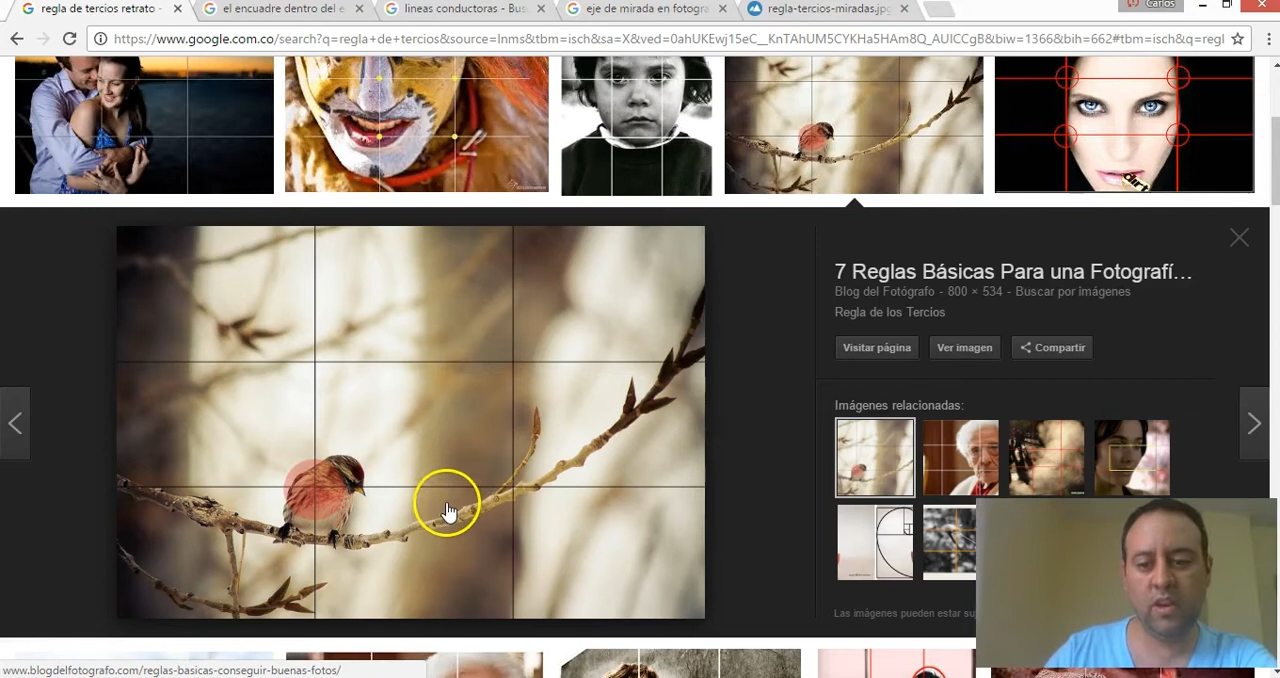 regla de tercios retrato -
el encuadre dentro del e
lineas conductoras - Bus
eje de mirada en fotogra
regla-tercios-miradas.jpg
Carlos
https://www.google.com.co/search?q=regla+de+tercios&source=lnms&tbm=isch&sa=X&ved=0ahUKEwj15eC__KnTAhUM5CYKHa5HAm8Q_AUICCgB&biw=1366&bih=662#tbm=isch&q=regl
7 Reglas Básicas Para una Fotografí...
Blog del Fotógrafo - 800 × 534 - Buscar por imágenes
Regla de los Tercios
Visitar página
Ver imagen
Compartir
Imágenes relacionadas:
Las imágenes pueden estar su
www.blogdelfotografo.com/reglas-basicas-conseguir-buenas-fotos/